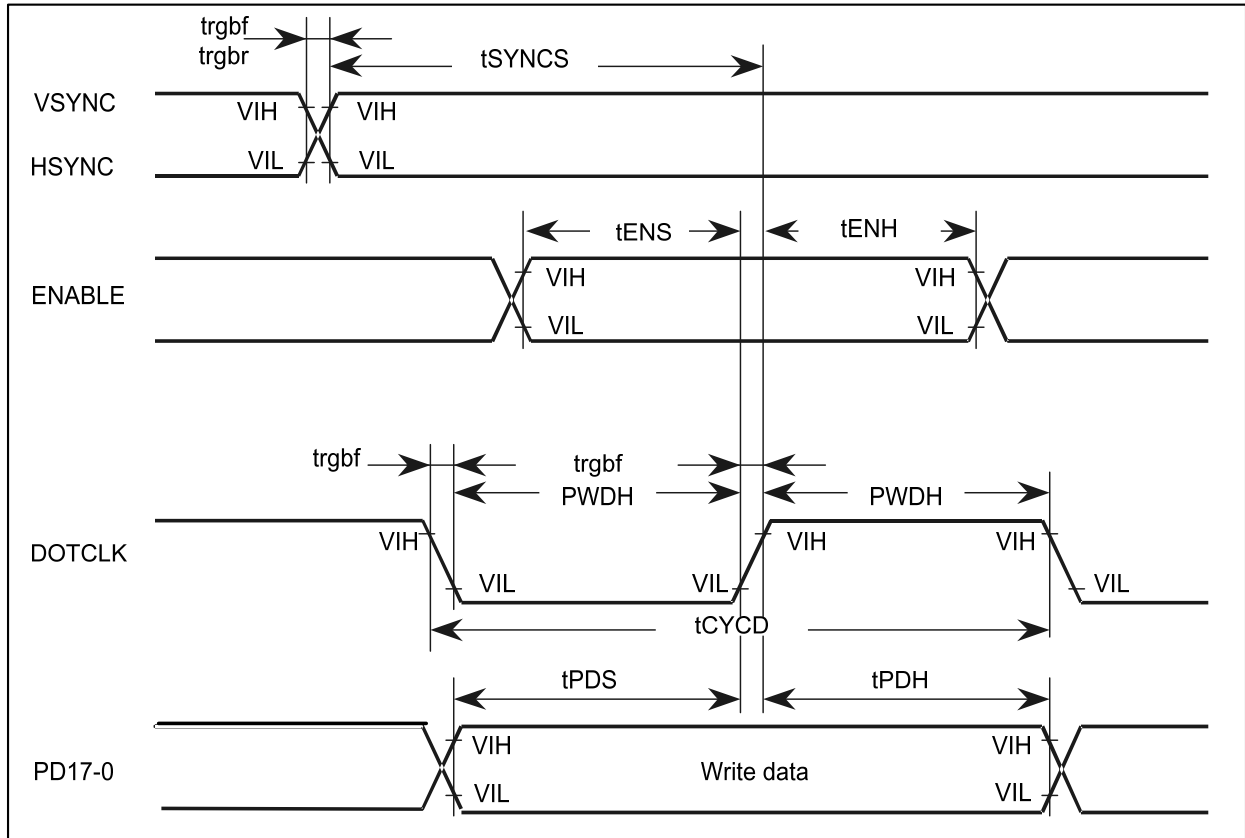 trgbf
trgbr
tSYNCS
VSYNC
VIH
VIH
HSYNC
VIL
VIL
tENS
tENH
ENABLE
VIH
VIH
VIL
VIL
trgbf
trgbf
PWDH
PWDH
DOTCLK
VIH
VIH
VIH
VIL
VIL
VIL
tCYCD
tPDS
tPDH
PD17-0
VIH
Write data
VIH
VIL
VIL